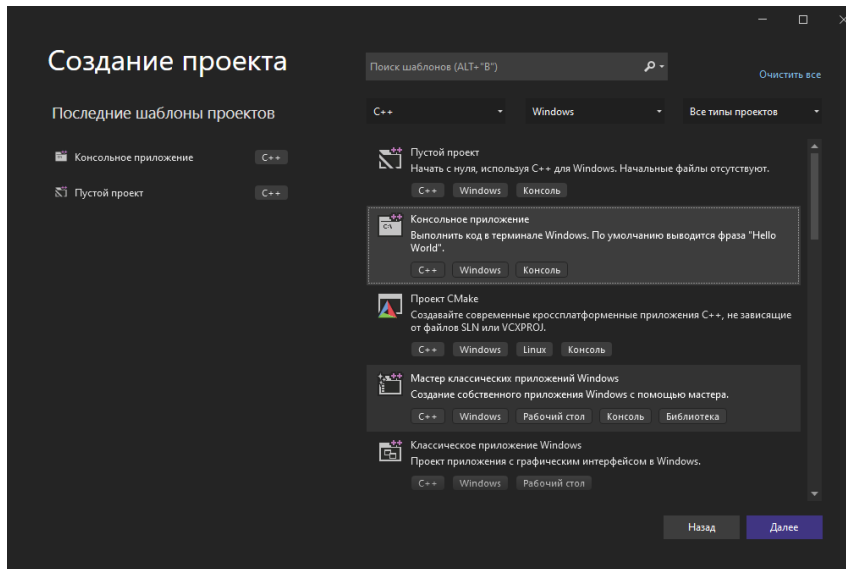 Создание проекта
Поиск шаблонов (ALT+"B")
Очистить все
Последние шаблоны проектов
C++
Windows
Все типы проектов
Консольное приложение
C++
Пустой проект
C++
Пустой проект
Начать с нуля, используя C++ для Windows. Начальные файлы отсутствуют.
C++ Windows Консоль
Консольное приложение
Выполнить код в терминале Windows. По умолчанию выводится фраза "Hello
World".
C++ Windows Консоль
Проект CMake
Создавайте современные кроссплатформенные приложения C++, не зависящие
от файлов SLN или VCXPROJ.
C++ Windows Linux Консоль
Мастер классических приложений Windows
Создание собственного приложения Windows с помощью мастера.
C++ Windows Рабочий стол Консоль Библиотека
Классическое приложение Windows
Проект приложения с графическим интерфейсом в Windows.
C++ Windows Рабочий стол
Назад
Далее